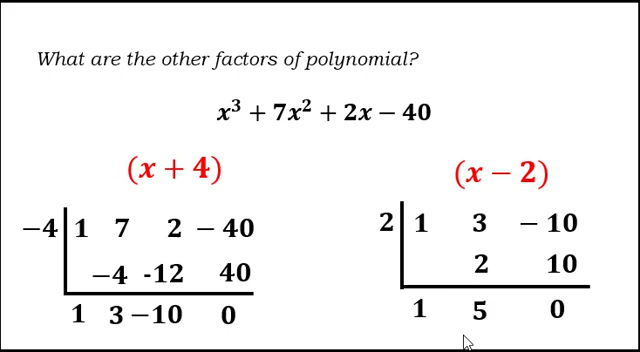 What are the other factors of polynomial?
x³ + 7x² + 2x − 40
(x + 4)
−4 1 7 2 − 40
−4 -12 40
1 3 −10 0
(x − 2)
2 1 3 − 10
2 10
1 5 0